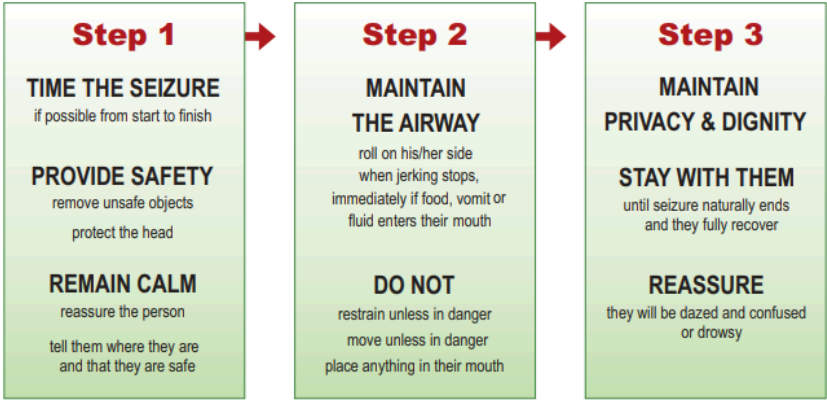 Step 1
TIME THE SEIZURE
if possible from start to finish
PROVIDE SAFETY
remove unsafe objects
protect the head
REMAIN CALM
reassure the person
tell them where they are
and that they are safe
Step 2
MAINTAIN
THE AIRWAY
roll on his/her side
when jerking stops,
immediately if food, vomit or
fluid enters their mouth
DO NOT
restrain unless in danger
move unless in danger
place anything in their mouth
Step 3
MAINTAIN
PRIVACY & DIGNITY
STAY WITH THEM
until seizure naturally ends
and they fully recover
REASSURE
they will be dazed and confused
or drowsy